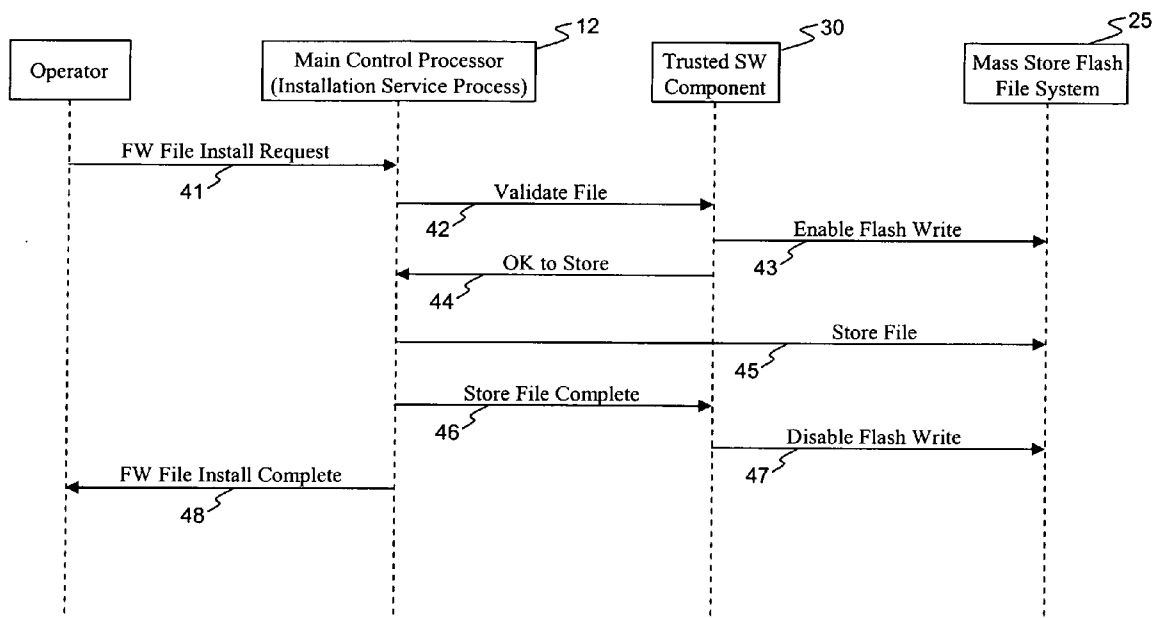 12
30
25
Operator
Main Control Processor
(Installation Service Process)
Trusted SW
Component
Mass Store Flash
File System
FW File Install Request
41
Validate File
42
Enable Flash Write
43
OK to Store
44
Store File
45
Store File Complete
46
Disable Flash Write
47
FW File Install Complete
48